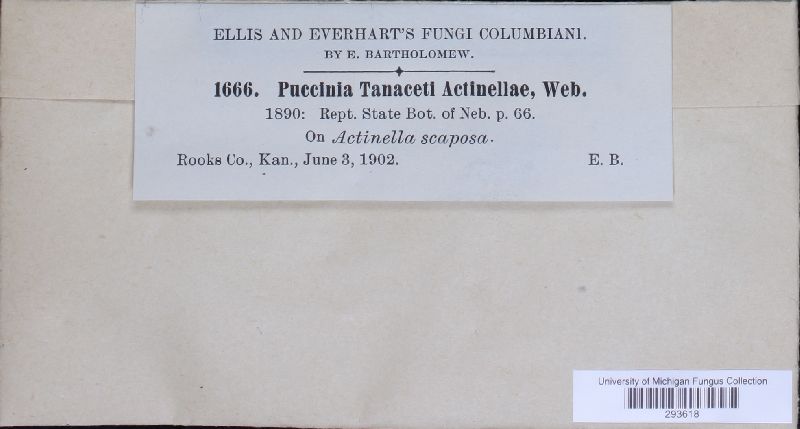 ELLIS AND EVERHART'S FUNGI COLUMBIANI.
BY E. BARTHOLOMEW.
1666. Puccinia Tanaceti Actinellae, Web.
1890: Rept. State Bot. of Neb. p. 66.
On Actinella scaposa.
Rooks Co., Kan., June 3, 1902. E. B.
University of Michigan Fungus Collection
293618